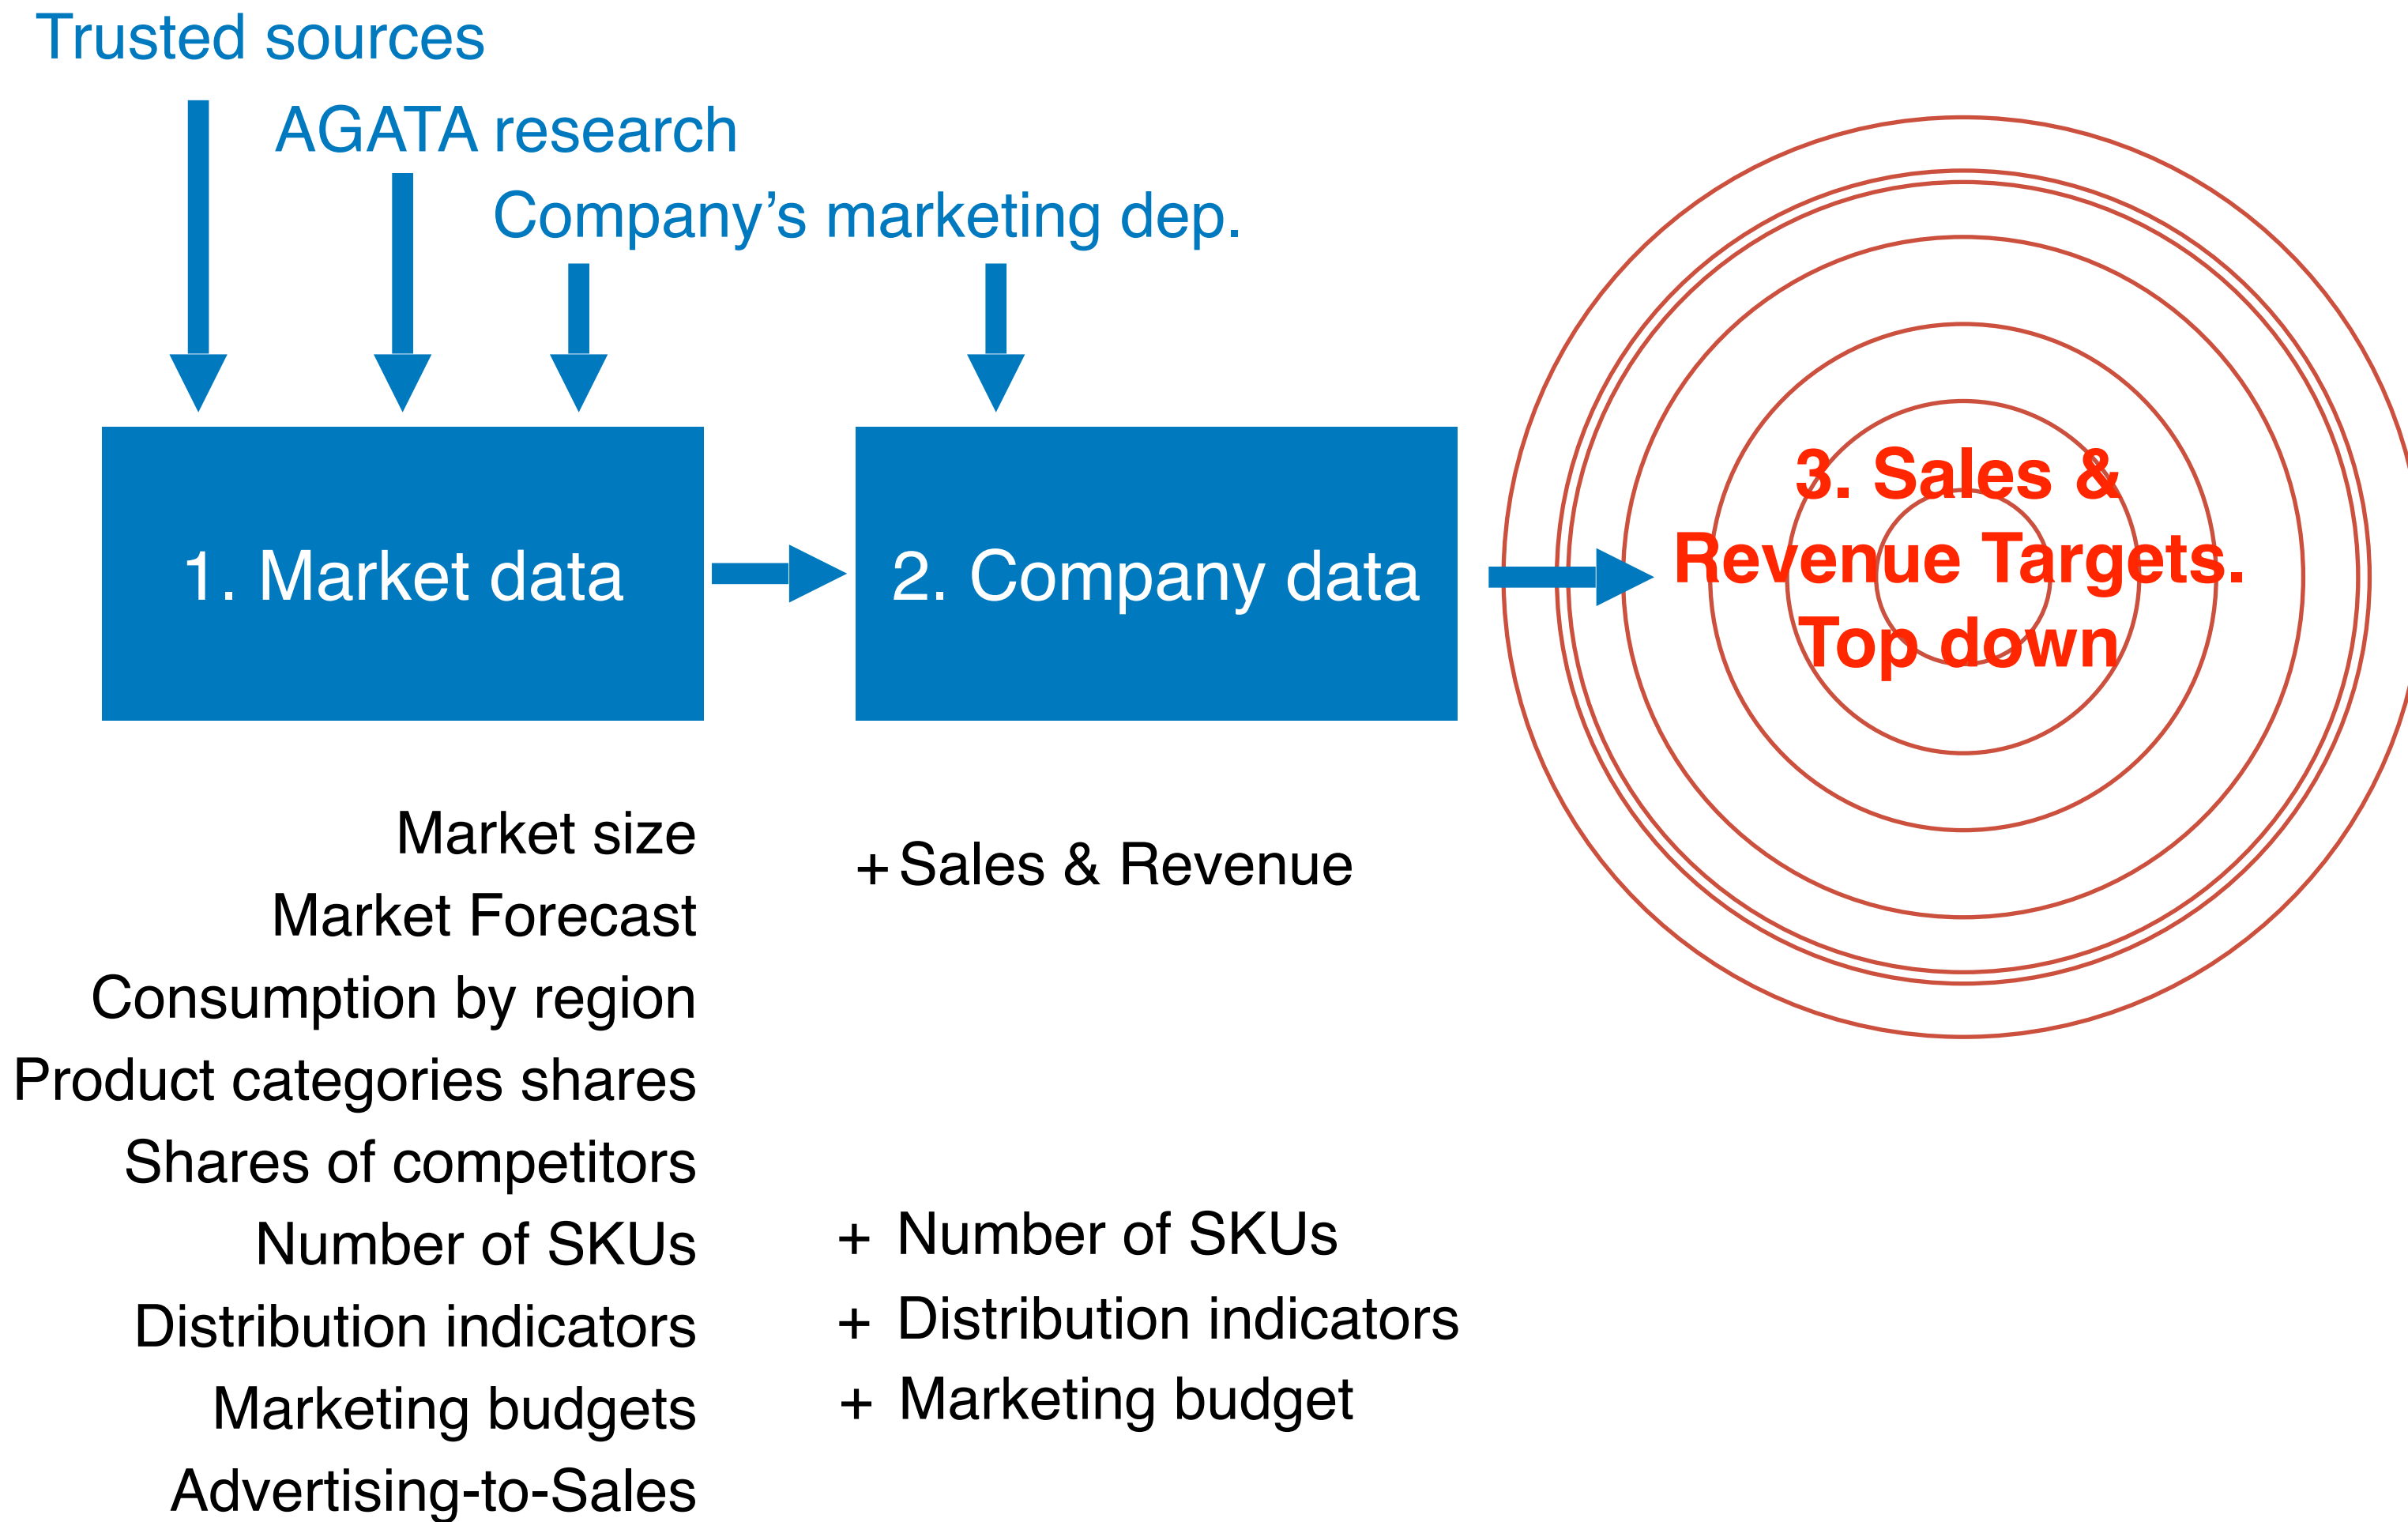 Trusted sources
AGATA research
Company’s marketing dep.
1. Market data
2. Company data
3. Sales &
Revenue Targets.
Top down
Market size
Market Forecast
Consumption by region
Product categories shares
Shares of competitors
Number of SKUs
Distribution indicators
Marketing budgets
Advertising-to-Sales
+ Sales & Revenue
+ Number of SKUs
+ Distribution indicators
+ Marketing budget